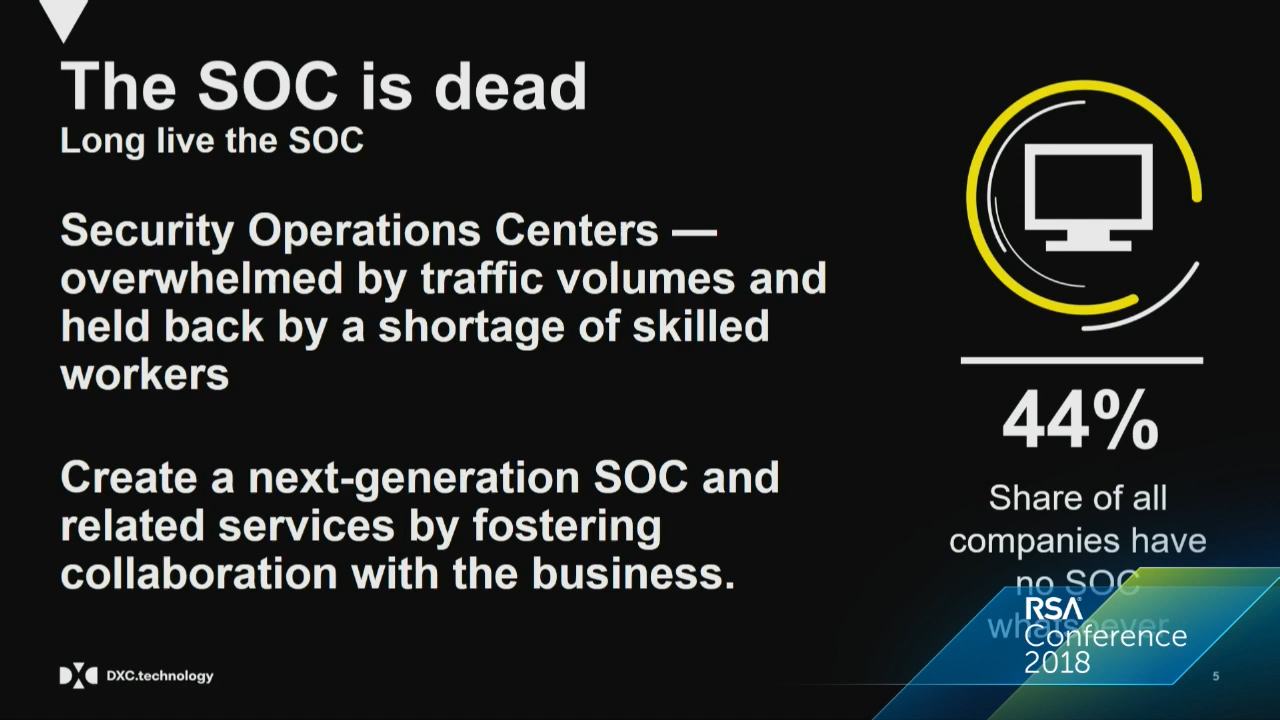 The SOC is dead
Long live the SOC
Security Operations Centers —
overwhelmed by traffic volumes and
held back by a shortage of skilled
workers
Create a next-generation SOC and
related services by fostering
collaboration with the business.
44%
Share of all
companies have
no SOC
whatsoever
RSA
Conference
2018
DXC.technology
5